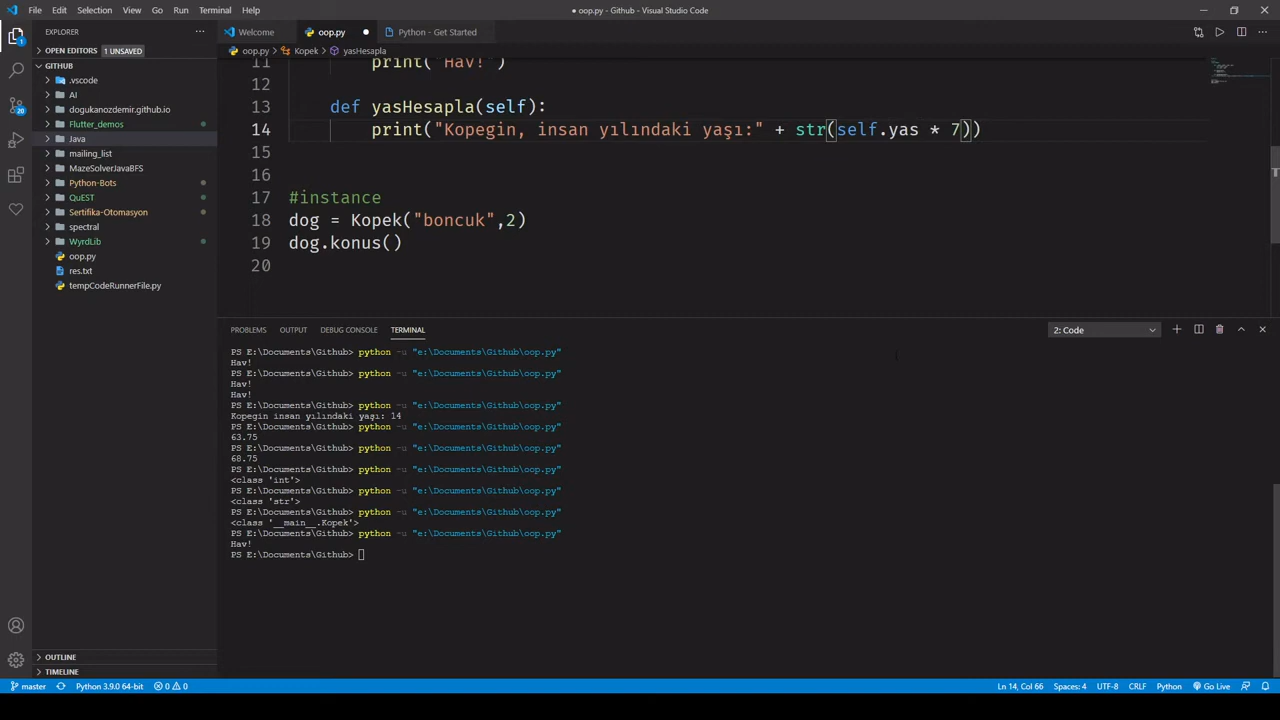 File Edit Selection View Go Run Terminal Help
● oop.py - Github - Visual Studio Code
EXPLORER
OPEN EDITORS 1 UNSAVED
GITHUB
.vscode
AI
dogukanozdemir.github.io
Flutter_demos
Java
mailing_list
MazeSolverJavaBFS
Python-Bots
QuEST
Sertifika-Otomasyon
spectral
WyrdLib
oop.py
res.txt
tempCodeRunnerFile.py
OUTLINE
TIMELINE
1
20
Welcome oop.py Python - Get Started
oop.py > Kopek > yasHesapla
11 print("Hav!")
12
13 def yasHesapla(self):
14 print("Kopegin, insan yılındaki yaşı:" + str(self.yas * 7))
15
16
17 #instance
18 dog = Kopek("boncuk",2)
19 dog.konus()
20
PROBLEMS OUTPUT DEBUG CONSOLE TERMINAL 2: Code
PS E:\Documents\Github> python -u "e:\Documents\Github\oop.py"
Hav!
PS E:\Documents\Github> python -u "e:\Documents\Github\oop.py"
Hav!
Hav!
PS E:\Documents\Github> python -u "e:\Documents\Github\oop.py"
Kopegin insan yılındaki yaşı: 14
PS E:\Documents\Github> python -u "e:\Documents\Github\oop.py"
63.75
PS E:\Documents\Github> python -u "e:\Documents\Github\oop.py"
68.75
PS E:\Documents\Github> python -u "e:\Documents\Github\oop.py"
<class 'int'>
PS E:\Documents\Github> python -u "e:\Documents\Github\oop.py"
<class 'str'>
PS E:\Documents\Github> python -u "e:\Documents\Github\oop.py"
<class '__main__.Kopek'>
PS E:\Documents\Github> python -u "e:\Documents\Github\oop.py"
Hav!
PS E:\Documents\Github>
master Python 3.9.0 64-bit 0 0 Ln 14, Col 66 Spaces: 4 UTF-8 CRLF Python Go Live